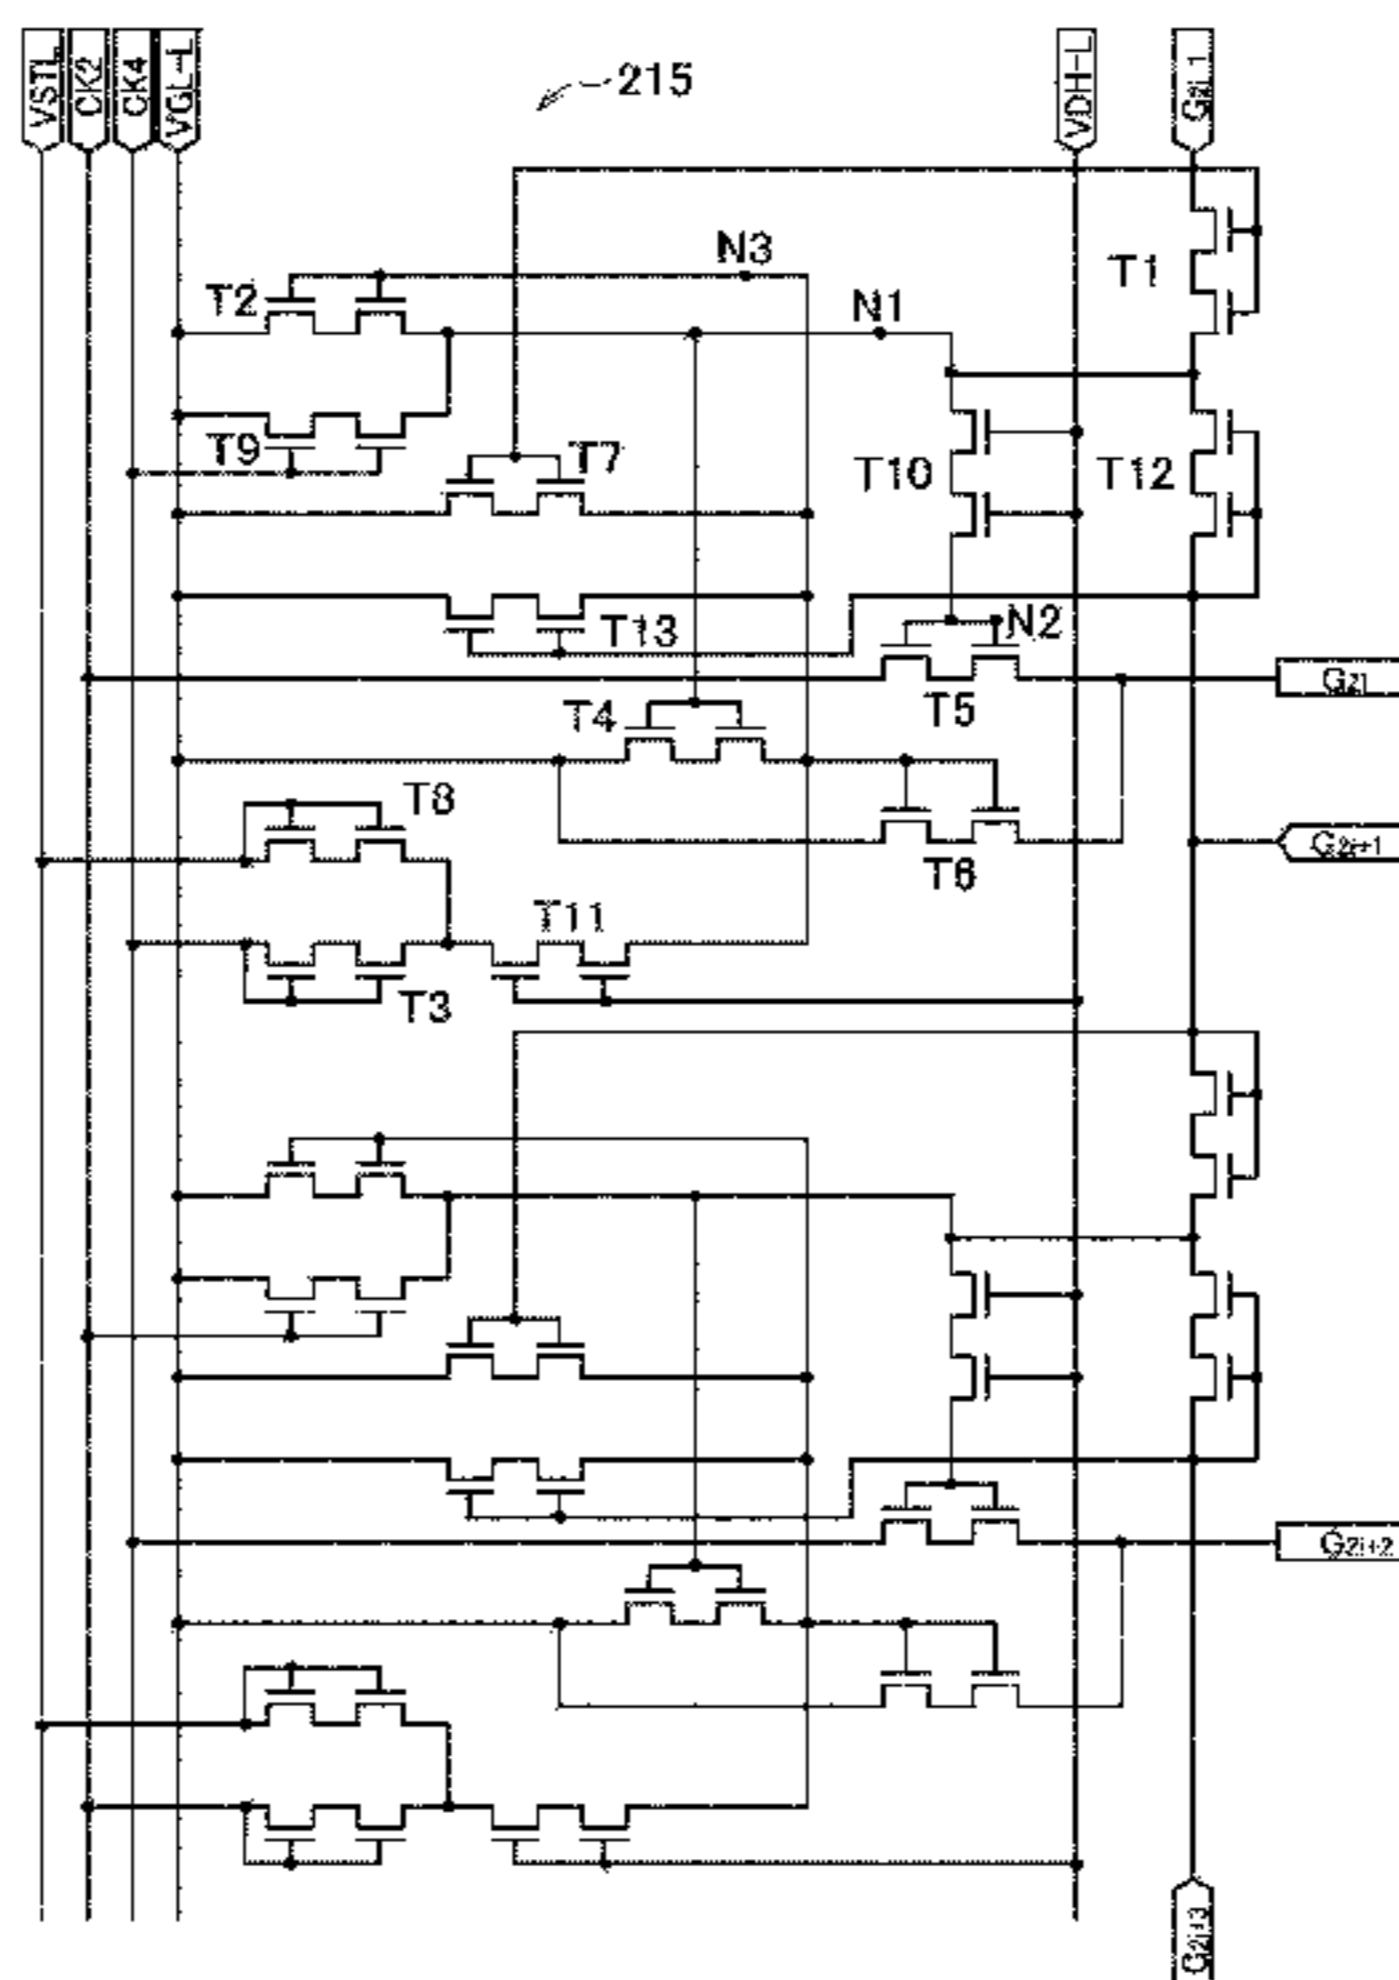 VSTL
CK2
CK4
VGL-L
215
VDH-L
G2i-1
N3
T2
T1
N1
T9
T7
T10
T12
T13
N2
G2i
T4
T5
T8
T6
G2i+1
T11
T3
G2i+2
G2i+3